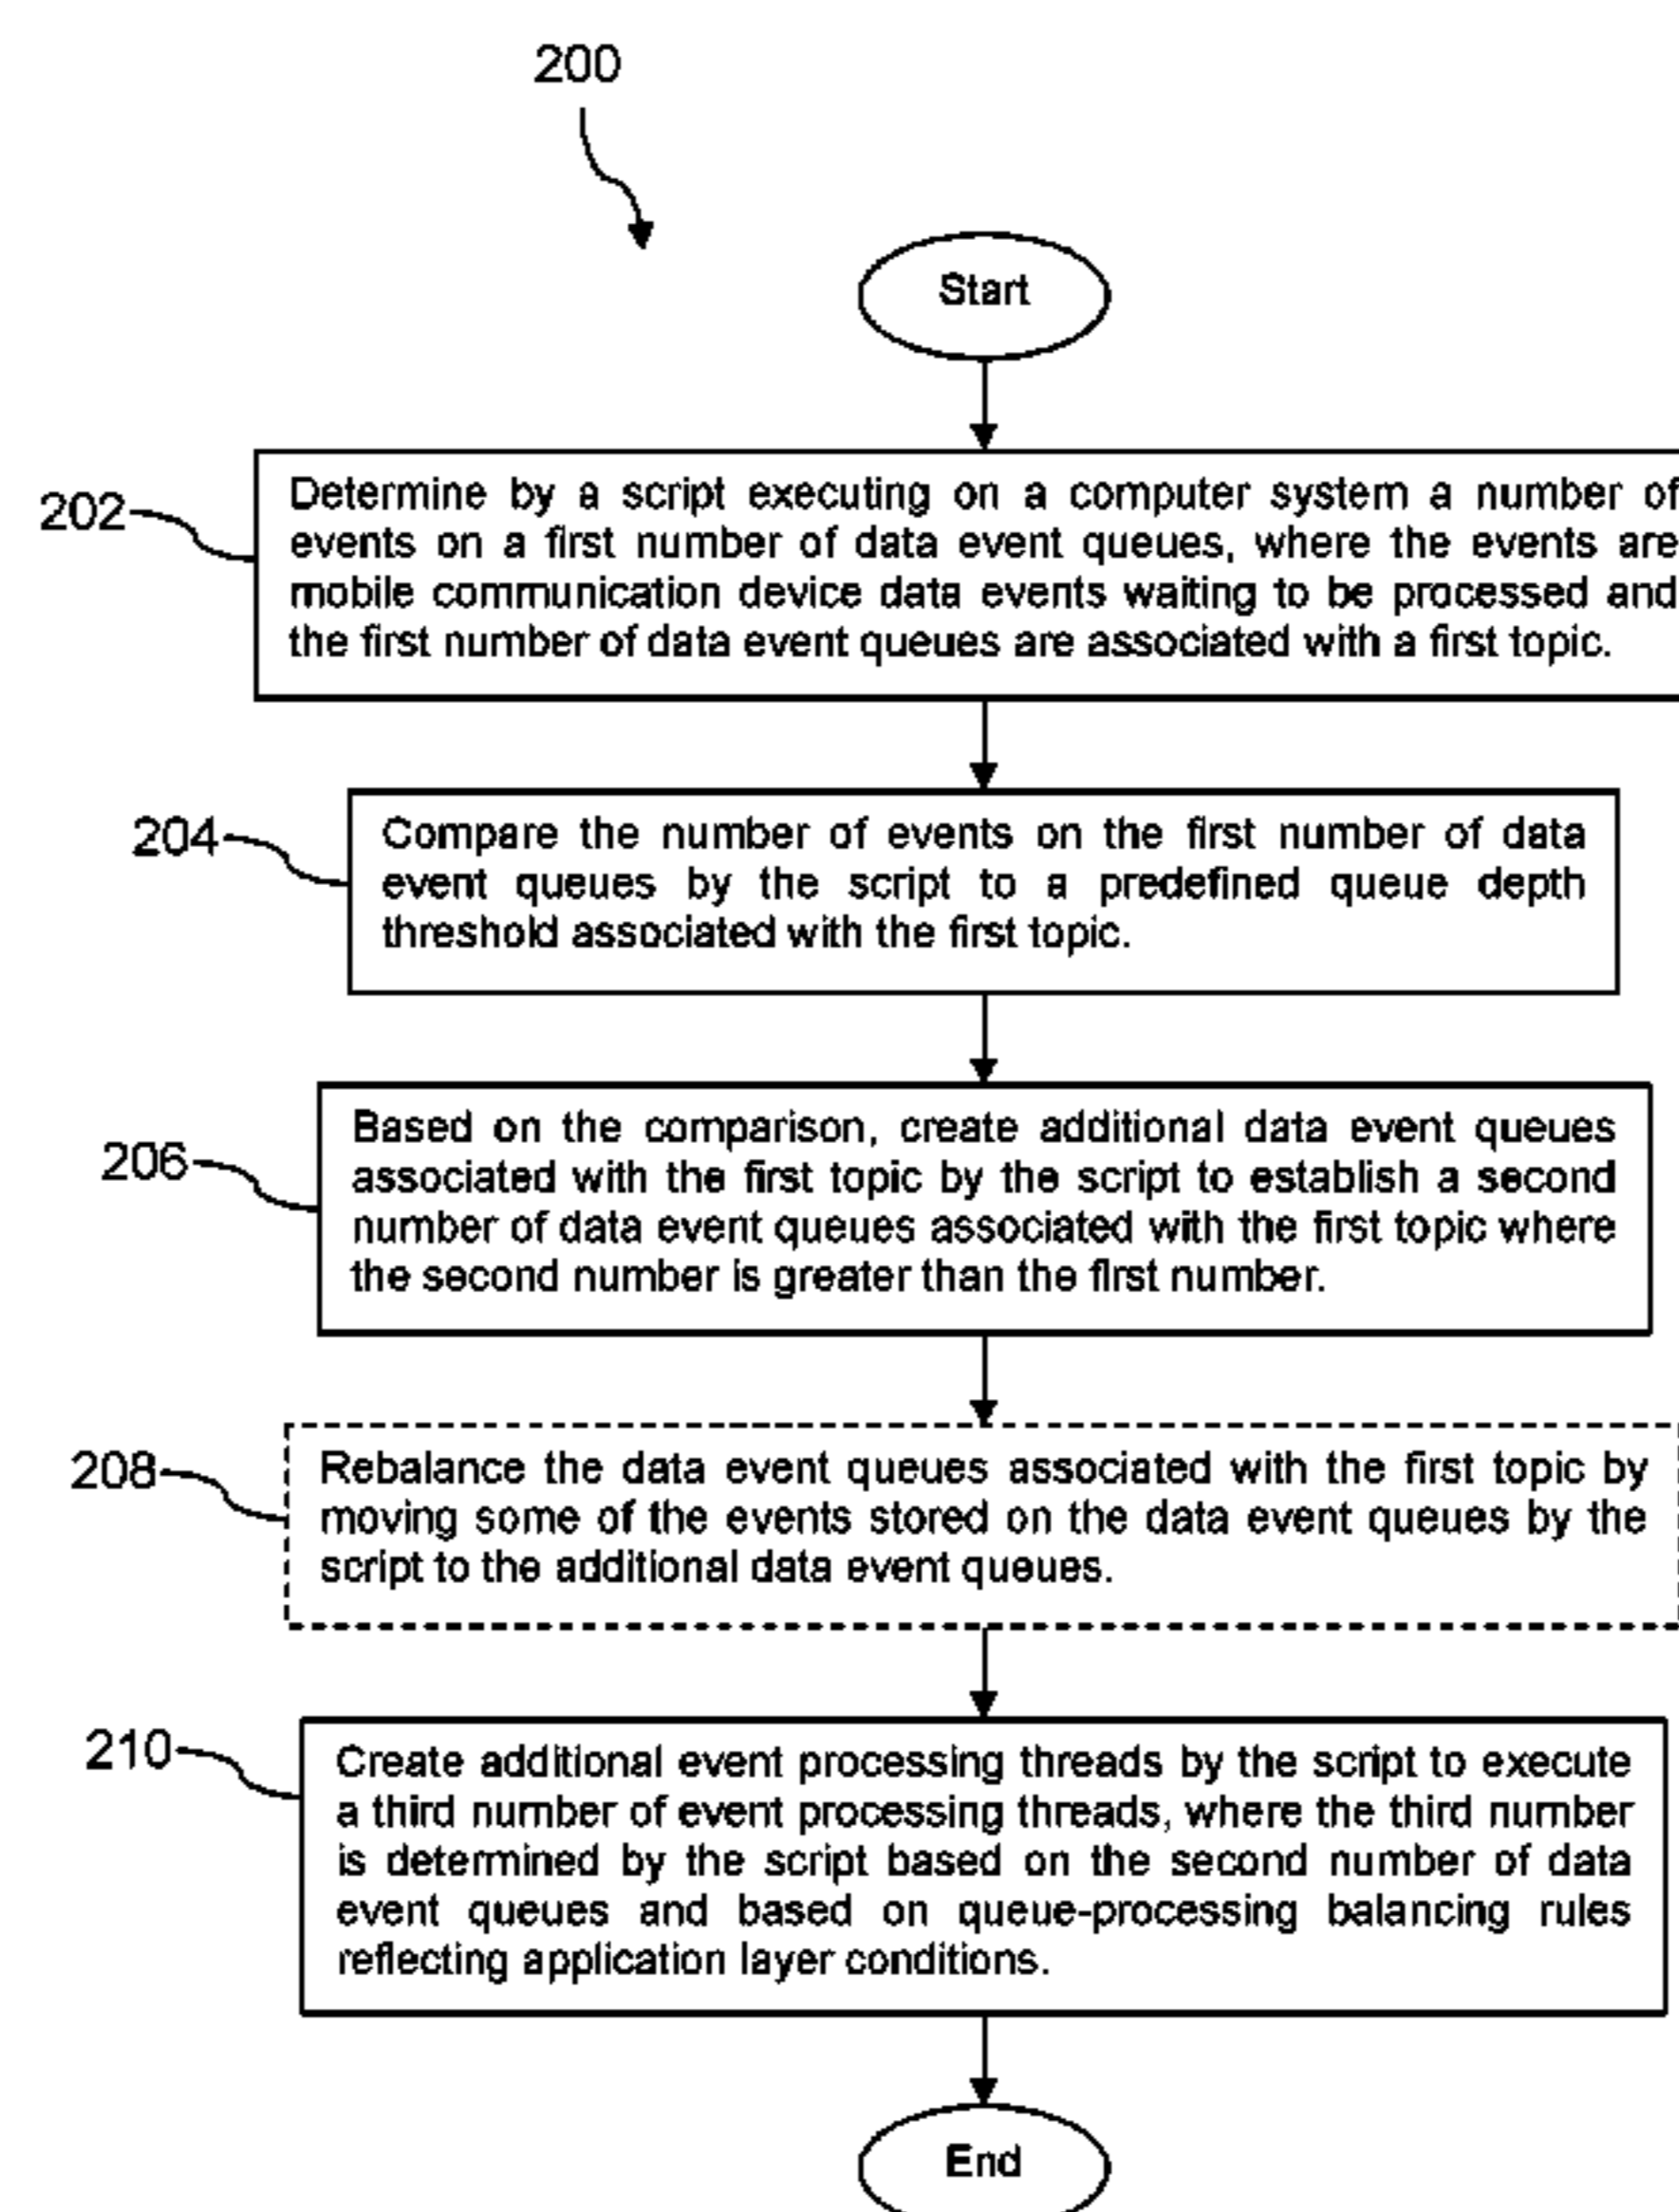 200
Start
202
Determine by a script executing on a computer system a number of
events on a first number of data event queues, where the events are
mobile communication device data events waiting to be processed and
the first number of data event queues are associated with a first topic.
204
Compare the number of events on the first number of data
event queues by the script to a predefined queue depth
threshold associated with the first topic.
206
Based on the comparison, create additional data event queues
associated with the first topic by the script to establish a second
number of data event queues associated with the first topic where
the second number is greater than the first number.
208
Rebalance the data event queues associated with the first topic by
moving some of the events stored on the data event queues by the
script to the additional data event queues.
210
Create additional event processing threads by the script to execute
a third number of event processing threads, where the third number
is determined by the script based on the second number of data
event queues and based on queue-processing balancing rules
reflecting application layer conditions.
End